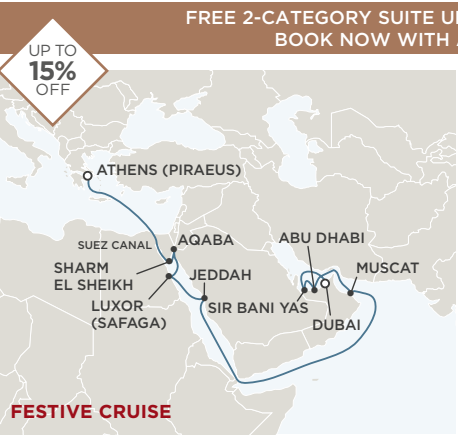 FREE 2-CATEGORY SUITE
BOOK NOW WITH
UP TO
15%
OFF
ATHENS (PIRAEUS)
SUEZ CANAL
AQABA
ABU DHABI
SHARM
EL SHEIKH
JEDDAH
MUSCAT
LUXOR
(SAFAGA)
SIR BANI YAS
DUBAI
FESTIVE CRUISE